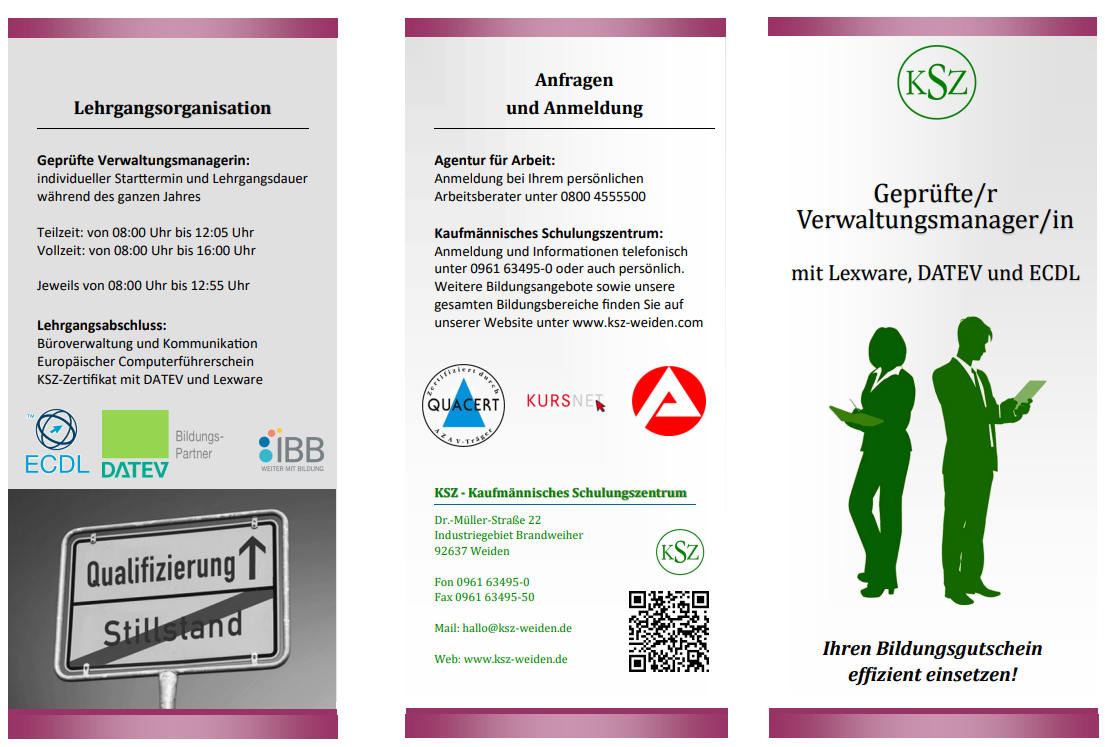 Lehrgangsorganisation
Geprüfte Verwaltungsmanagerin:
individueller Starttermin und Lehrgangsdauer
während des ganzen Jahres
Teilzeit: von 08:00 Uhr bis 12:05 Uhr
Vollzeit: von 08:00 Uhr bis 16:00 Uhr
Jeweils von 08:00 Uhr bis 12:55 Uhr
Lehrgangsabschluss:
Büroverwaltung und Kommunikation
Europäischer Computerführerschein
KSZ-Zertifikat mit DATEV und Lexware
TM
ECDL
DATEV
Bildungs-
Partner
IBB
WEITER MIT BILDUNG
Qualifizierung
Stillstand
Anfragen
und Anmeldung
Agentur für Arbeit:
Anmeldung bei Ihrem persönlichen
Arbeitsberater unter 0800 4555500
Kaufmännisches Schulungszentrum:
Anmeldung und Informationen telefonisch
unter 0961 63495-0 oder auch persönlich.
Weitere Bildungsangebote sowie unsere
gesamten Bildungsbereiche finden Sie auf
unserer Website unter www.ksz-weiden.com
Zertifiziert durch
QUACERT
AZAV-Träger
KURSNET
KSZ - Kaufmännisches Schulungszentrum
Dr.-Müller-Straße 22
Industriegebiet Brandweiher
92637 Weiden
KSZ
Fon 0961 63495-0
Fax 0961 63495-50
Mail: hallo@ksz-weiden.de
Web: www.ksz-weiden.de
KSZ
Geprüfte/r
Verwaltungsmanager/in
mit Lexware, DATEV und ECDL
Ihren Bildungsgutschein
effizient einsetzen!